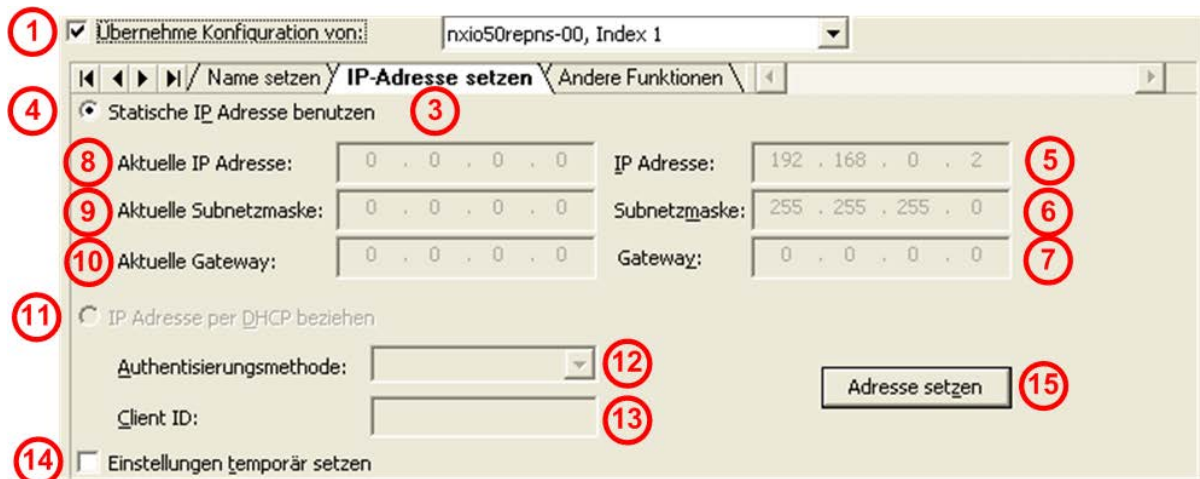 1 Übernehme Konfiguration von: nxio50repns-00, Index 1
Name setzen IP-Adresse setzen Andere Funktionen
4 Statische IP Adresse benutzen 3
8 Aktuelle IP Adresse: 0 . 0 . 0 . 0 IP Adresse: 192 . 168 . 0 . 2 5
9 Aktuelle Subnetzmaske: 0 . 0 . 0 . 0 Subnetzmaske: 255 . 255 . 255 . 0 6
10 Aktuelle Gateway: 0 . 0 . 0 . 0 Gateway: 0 . 0 . 0 . 0 7
11 IP Adresse per DHCP beziehen
Authentisierungsmethode: 12
Adresse setzen 15
Client ID: 13
14 Einstellungen temporär setzen